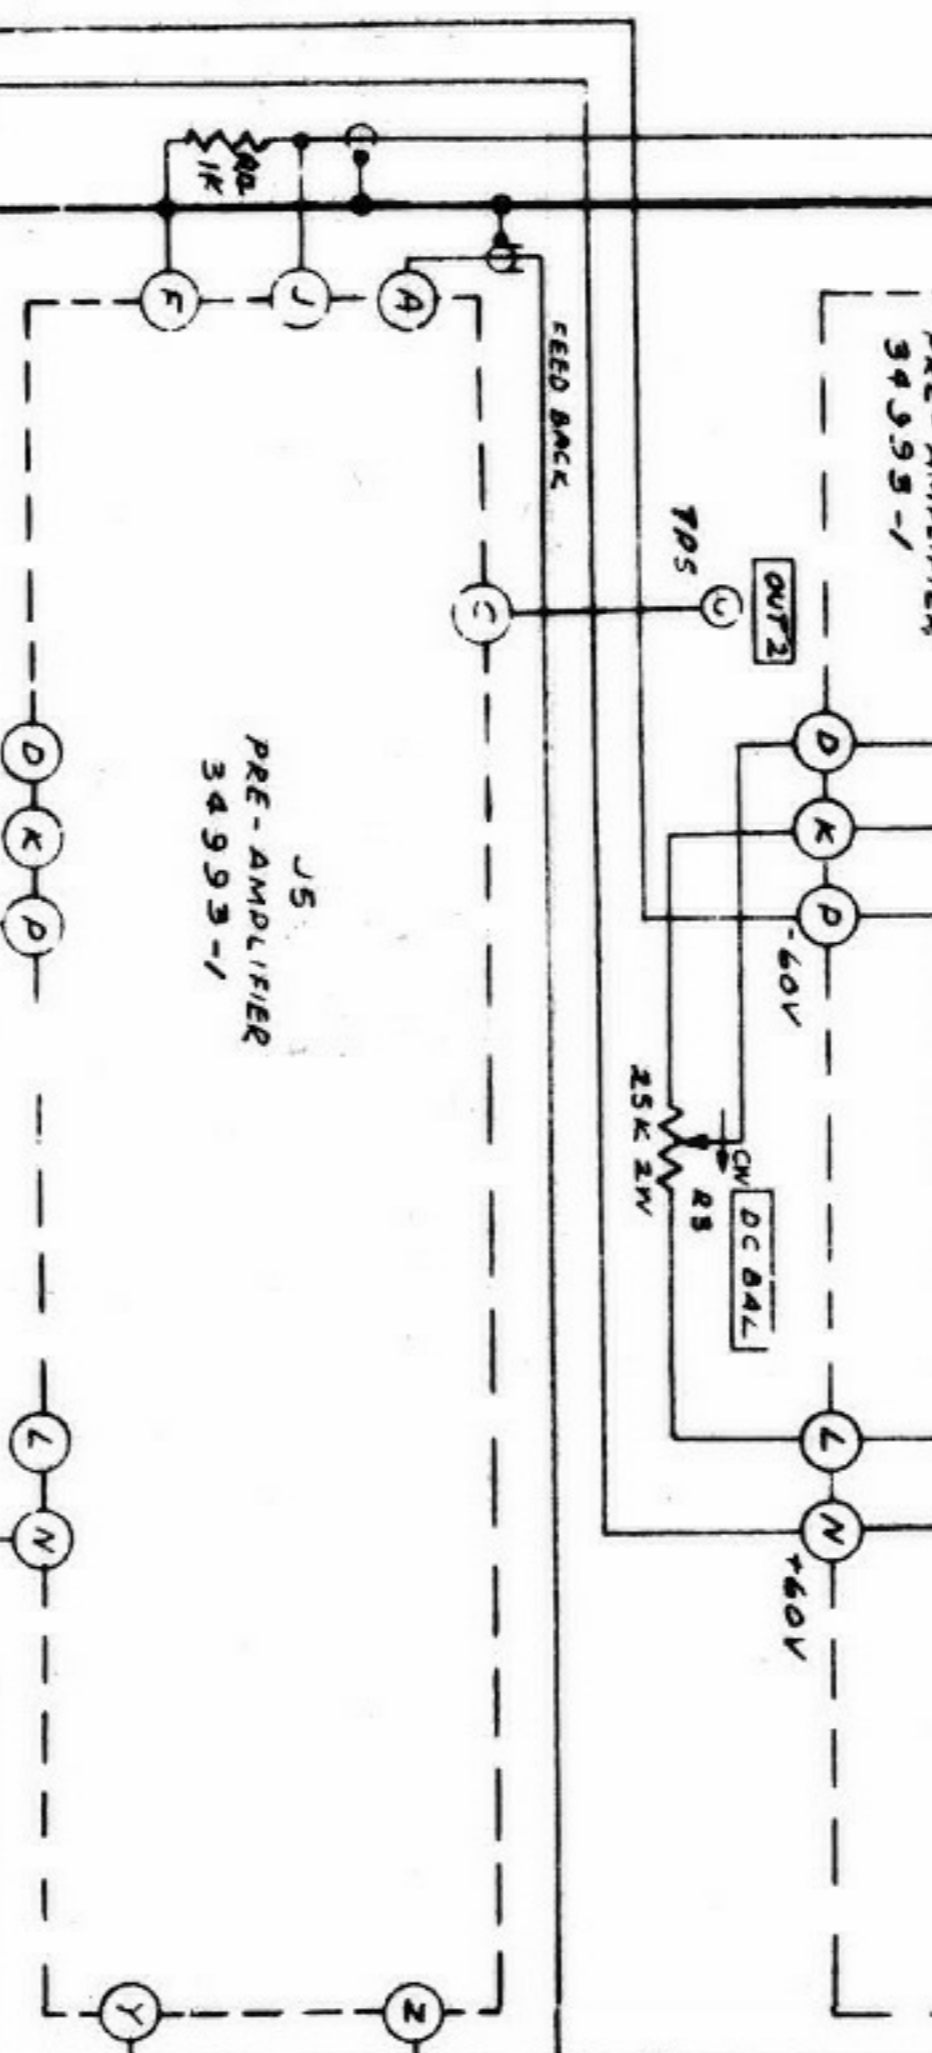 1K
F
J
A
FEED BACK
34993-1
C
TP5
OUT 2
D
K
P
J5
PRE-AMPLIFIER
34993-1
D
K
P
-60V
25K 2W
CW
R3
DC BAL
L
N
L
N
+60V
Y
Z